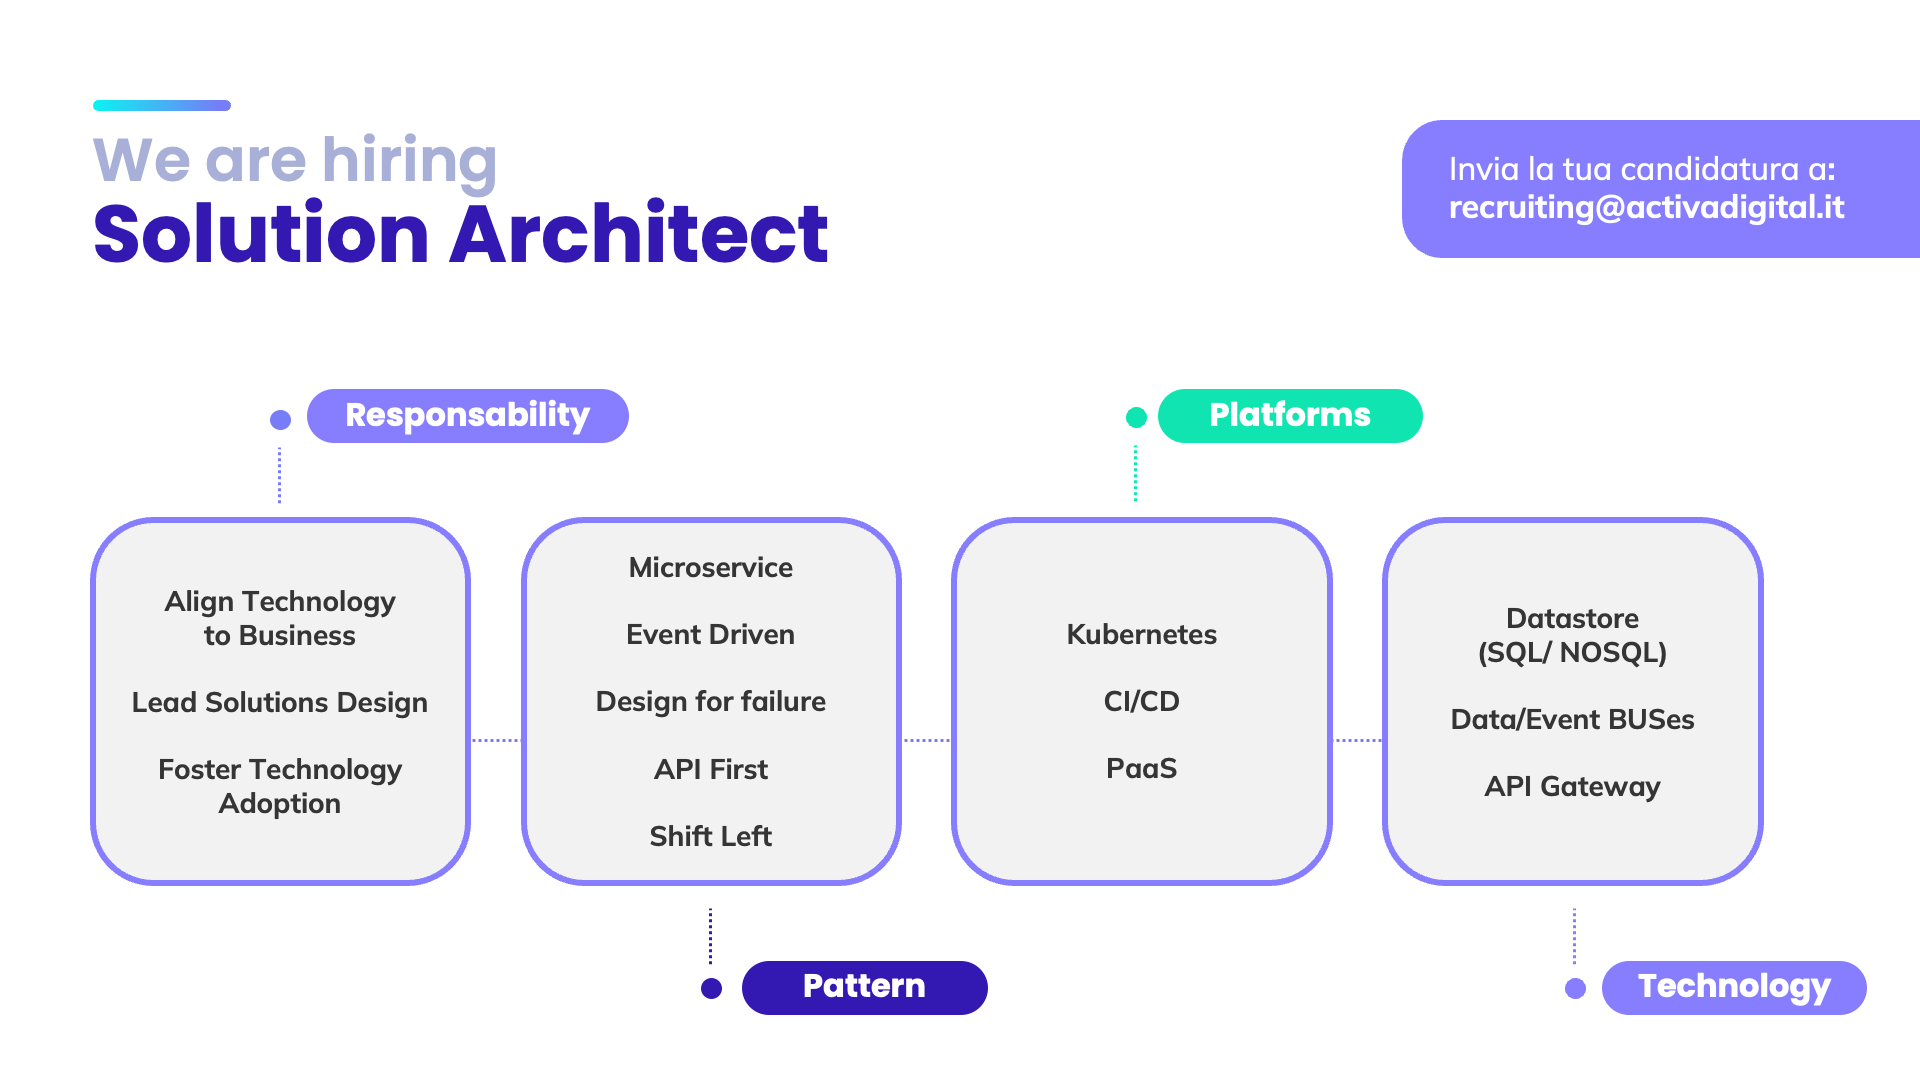 We are hiring
Solution Architect
Invia la tua candidatura a:
recruiting@activadigital.it
Responsability
Align Technology
to Business
Lead Solutions Design
Foster Technology
Adoption
Microservice
Event Driven
Design for failure
API First
Shift Left
Pattern
Platforms
Kubernetes
CI/CD
PaaS
Datastore
(SQL/ NOSQL)
Data/Event BUSes
API Gateway
Technology